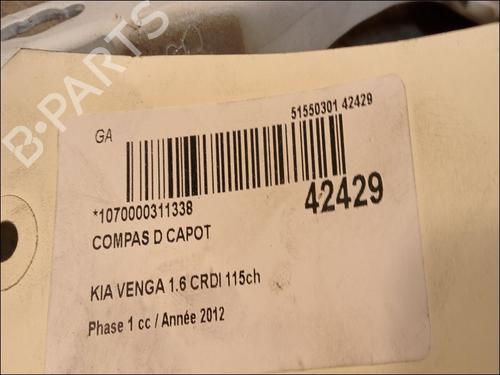 B-PARTS
GA
51550301 42429
*1070000311338
42429
COMPAS D CAPOT
KIA VENGA 1.6 CRDI 115ch
Phase 1 cc / Année 2012